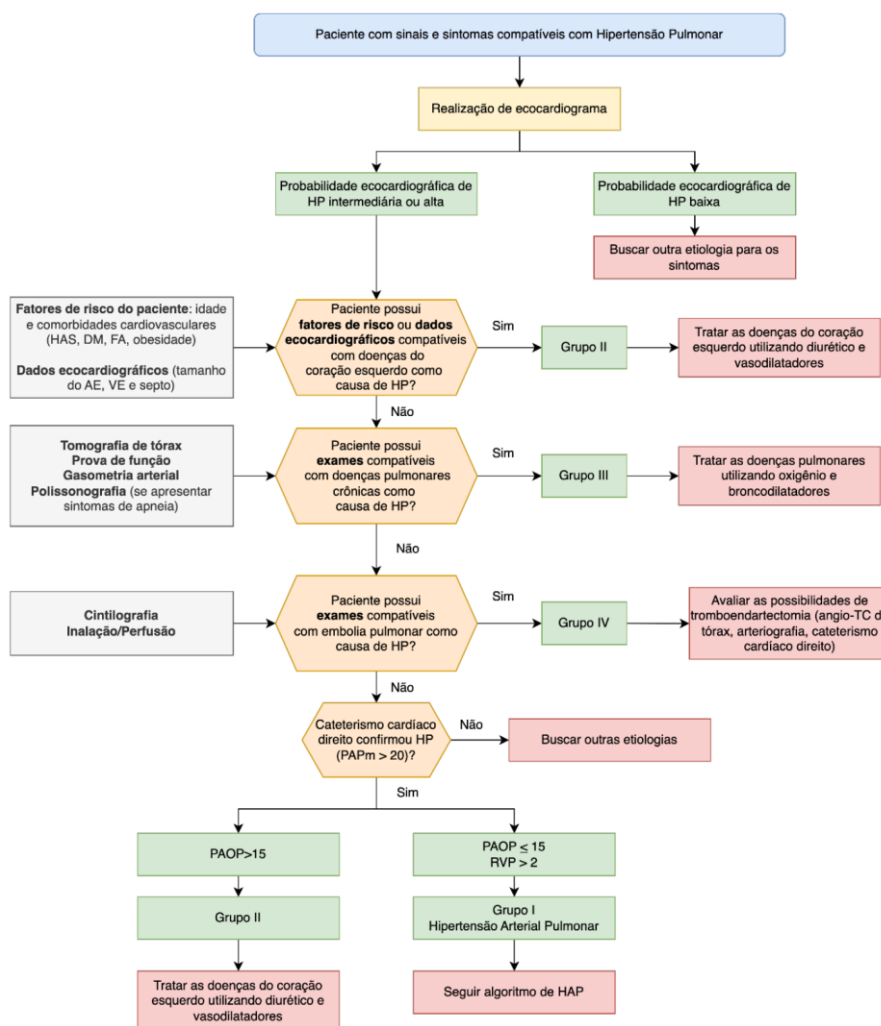 Paciente com sinais e sintomas compatíveis com Hipertensão Pulmonar
Realização de ecocardiograma
Probabilidade ecocardiográfica de
HP intermediária ou alta
Probabilidade ecocardiográfica de
HP baixa
Buscar outra etiologia para os
sintomas
Fatores de risco do paciente: idade
e comorbidades cardiovasculares
(HAS, DM, FA, obesidade)
Dados ecocardiográficos (tamanho
do AE, VE e septo)
Paciente possui
fatores de risco ou dados
ecocardiográficos compatíveis
com doenças do
coração esquerdo como
causa de HP?
Sim
Grupo II
Tratar as doenças do coração
esquerdo utilizando diurético e
vasodilatadores
Não
Tomografia de tórax
Prova de função
Gasometria arterial
Polissonografia (se apresentar
sintomas de apneia)
Paciente possui
exames compatíveis
com doenças pulmonares
crônicas como
causa de HP?
Sim
Grupo III
Tratar as doenças pulmonares
utilizando oxigênio e
broncodilatadores
Não
Cintilografia
Inalação/Perfusão
Paciente possui
exames compatíveis
com embolia pulmonar como
causa de HP?
Sim
Grupo IV
Avaliar as possibilidades de
tromboendartectomia (angio-TC d
tórax, arteriografia, cateterismo
cardíaco direito)
Não
Cateterismo cardíaco
direito confirmou HP
(PAPm > 20)?
Não
Buscar outras etiologias
Sim
PAOP>15
PAOP ≤ 15
RVP > 2
Grupo II
Grupo I
Hipertensão Arterial Pulmonar
Tratar as doenças do coração
esquerdo utilizando diurético e
vasodilatadores
Seguir algoritmo de HAP